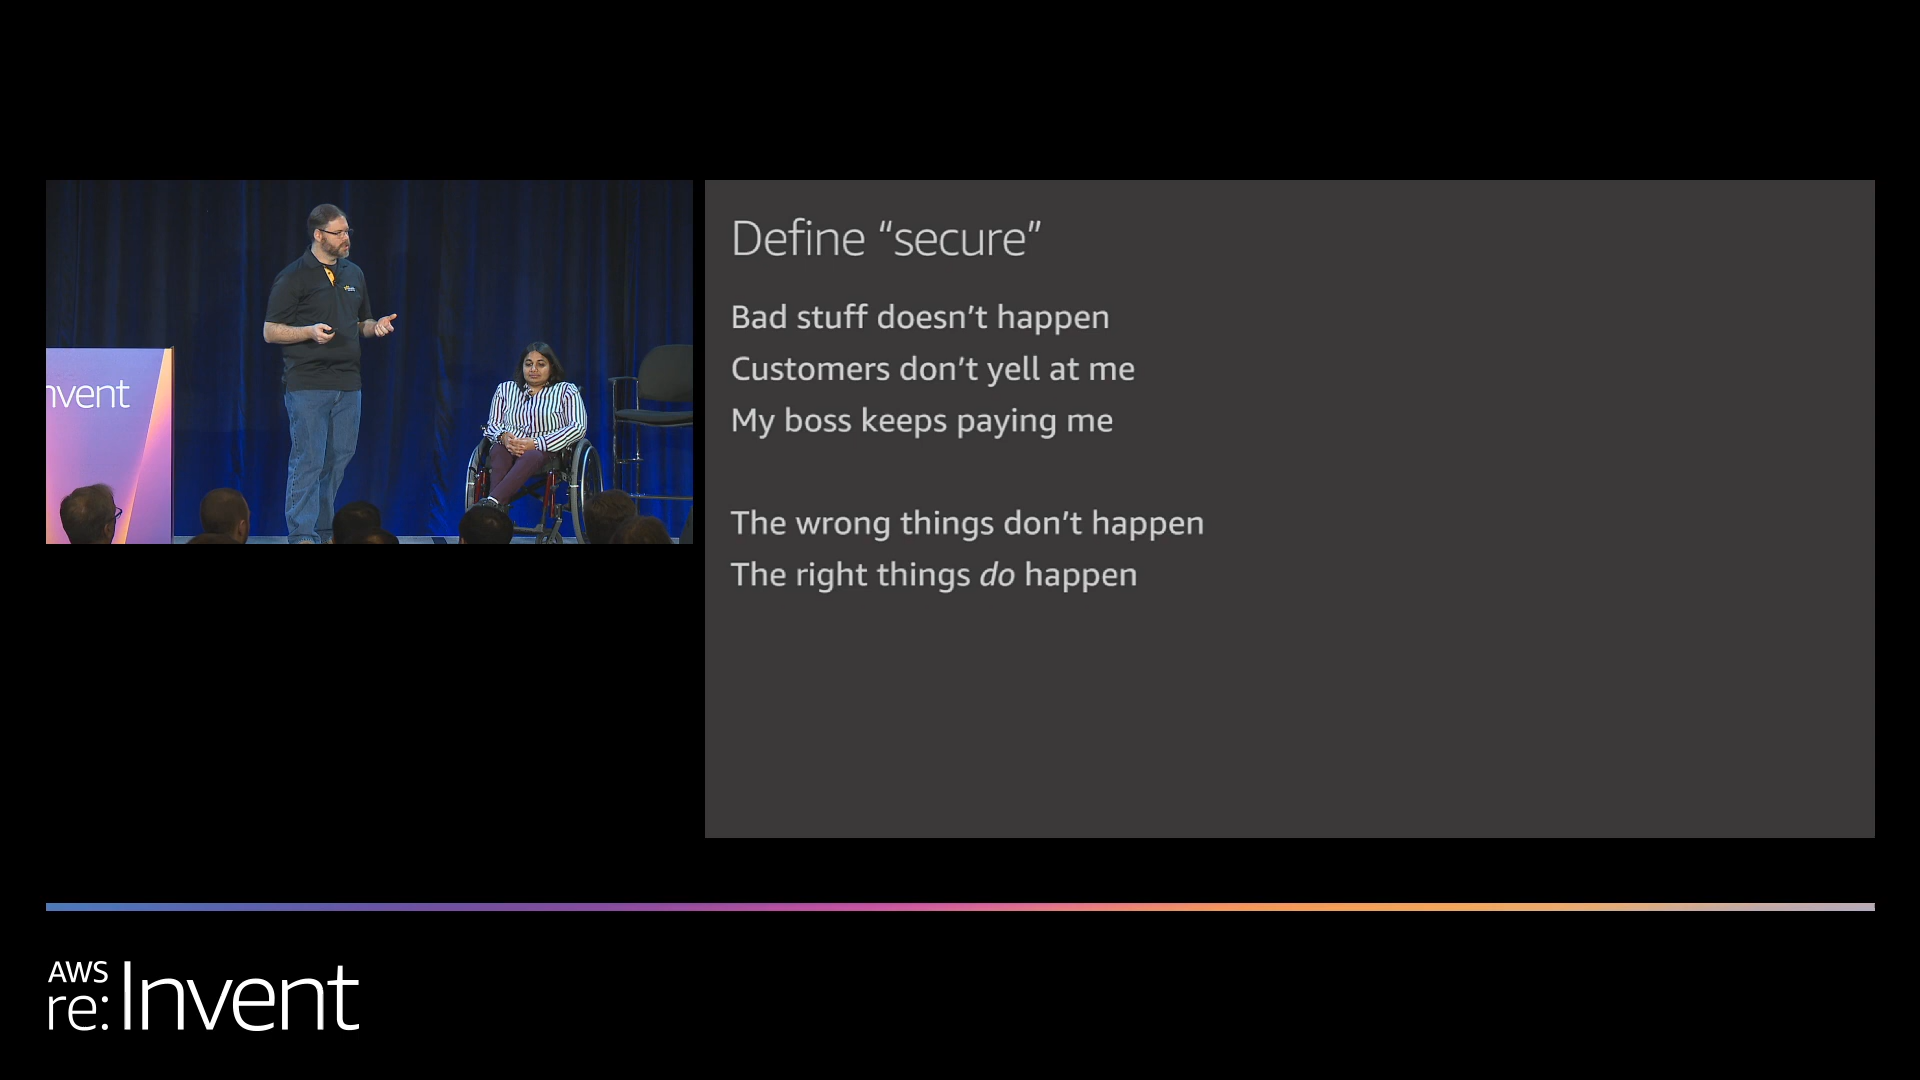 nvent
Define “secure”
Bad stuff doesn’t happen
Customers don’t yell at me
My boss keeps paying me
The wrong things don’t happen
The right things do happen
AWS
re:Invent